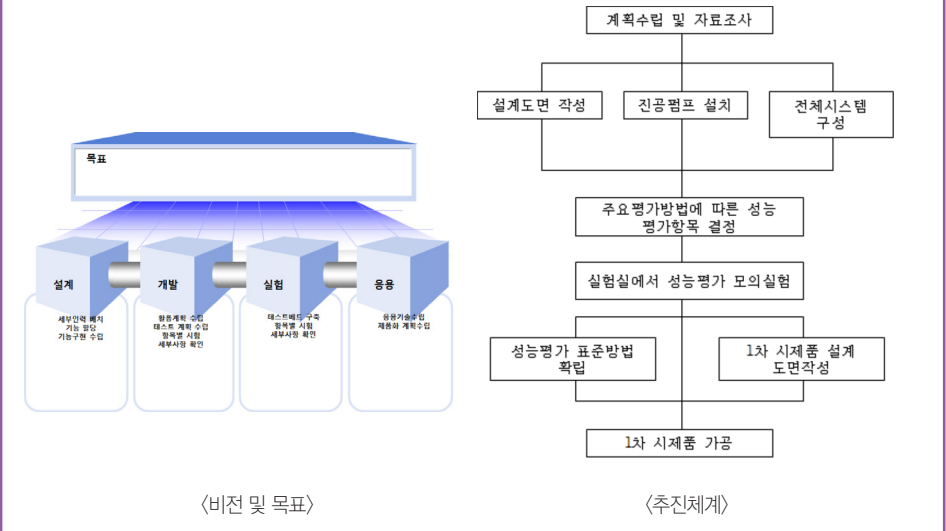 목표
설계
개발
실험
응용
세부인력 배치
기능 할당
기능구현 수립
활용계획 수립
테스트 계획 수립
항목별 시험
세부사항 확인
테스트베드 구축
항목별 시험
세부사항 확인
응용기술수립
제품화 계획수립
〈비전 및 목표〉
계획수립 및 자료조사
설계도면 작성
진공펌프 설치
전체시스템
구성
주요평가방법에 따른 성능
평가항목 결정
실험실에서 성능평가 모의실험
성능평가 표준방법
확립
1차 시제품 설계
도면작성
1차 시제품 가공
〈추진체계〉